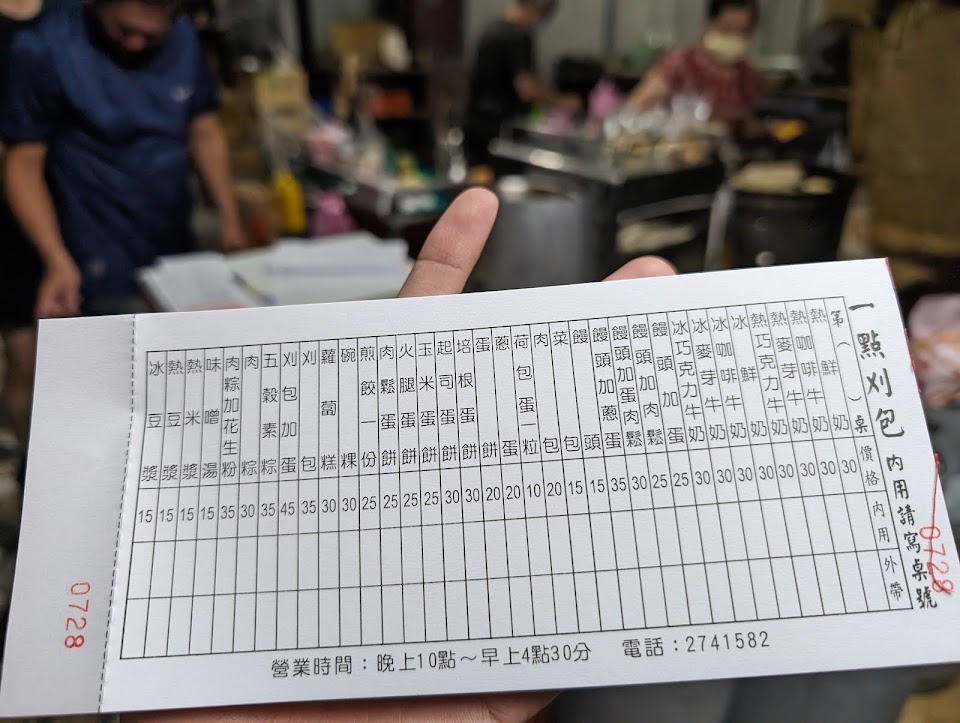 一點刈包 內用請寫桌號
0728
第( )桌 價格 內用 外帶
熱鮮奶 30
熱咖啡牛奶 30
熱麥芽牛奶 30
熱巧克力牛奶 30
冰鮮奶 30
冰咖啡牛奶 30
冰麥芽牛奶 30
冰巧克力牛奶 30
饅頭加蛋 25
饅頭加肉鬆 25
饅頭加蛋肉鬆 30
饅頭加蔥蛋 35
饅頭 15
菜包 15
肉包 20
荷包蛋一粒 10
蔥蛋 20
蛋餅 20
培根蛋餅 30
起司蛋餅 30
玉米蛋餅 25
火腿蛋餅 25
肉鬆蛋餅 25
煎餃一份 25
碗粿 30
蘿蔔糕 30
刈包 35
刈包加蛋 45
五穀素粽 35
肉粽 30
肉粽加花生粉 35
味噌湯 15
熱米漿 15
熱豆漿 15
冰豆漿 15
營業時間：晚上10點～早上4點30分 電話：2741582
0728